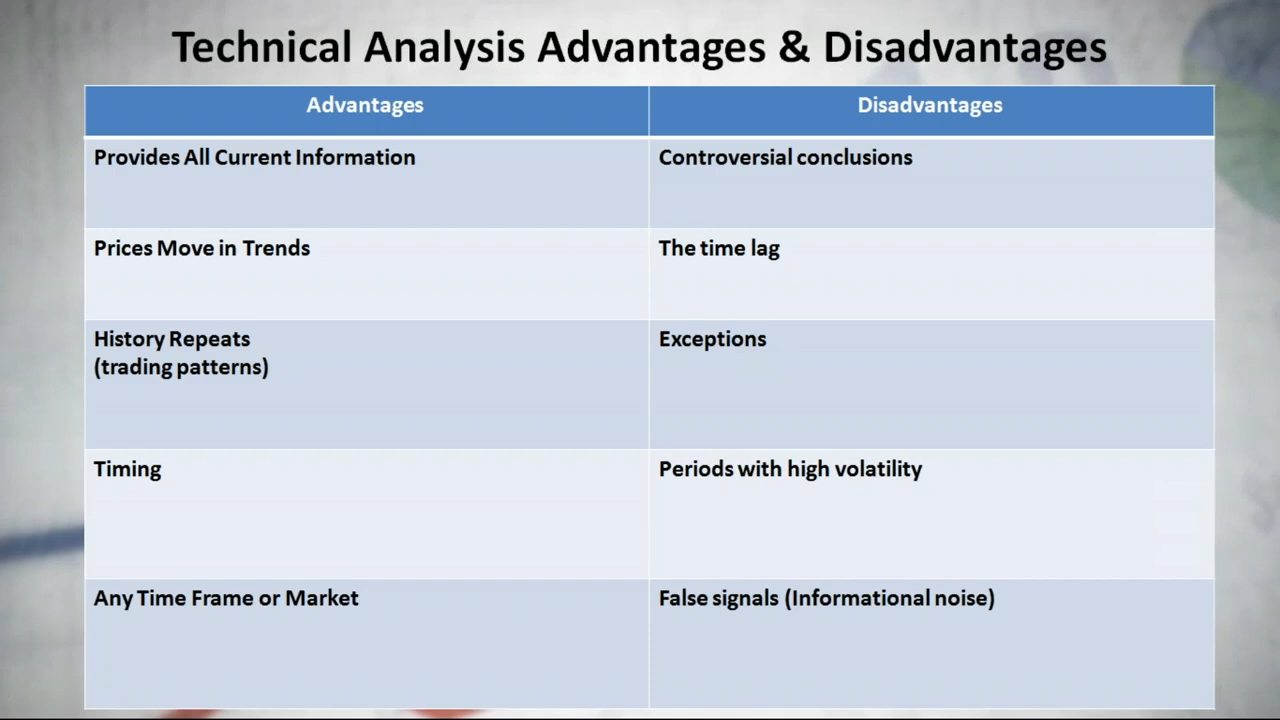 Technical Analysis Advantages & Disadvantages
Advantages
Disadvantages
Provides All Current Information
Controversial conclusions
Prices Move in Trends
The time lag
History Repeats
(trading patterns)
Exceptions
Timing
Periods with high volatility
Any Time Frame or Market
False signals (Informational noise)